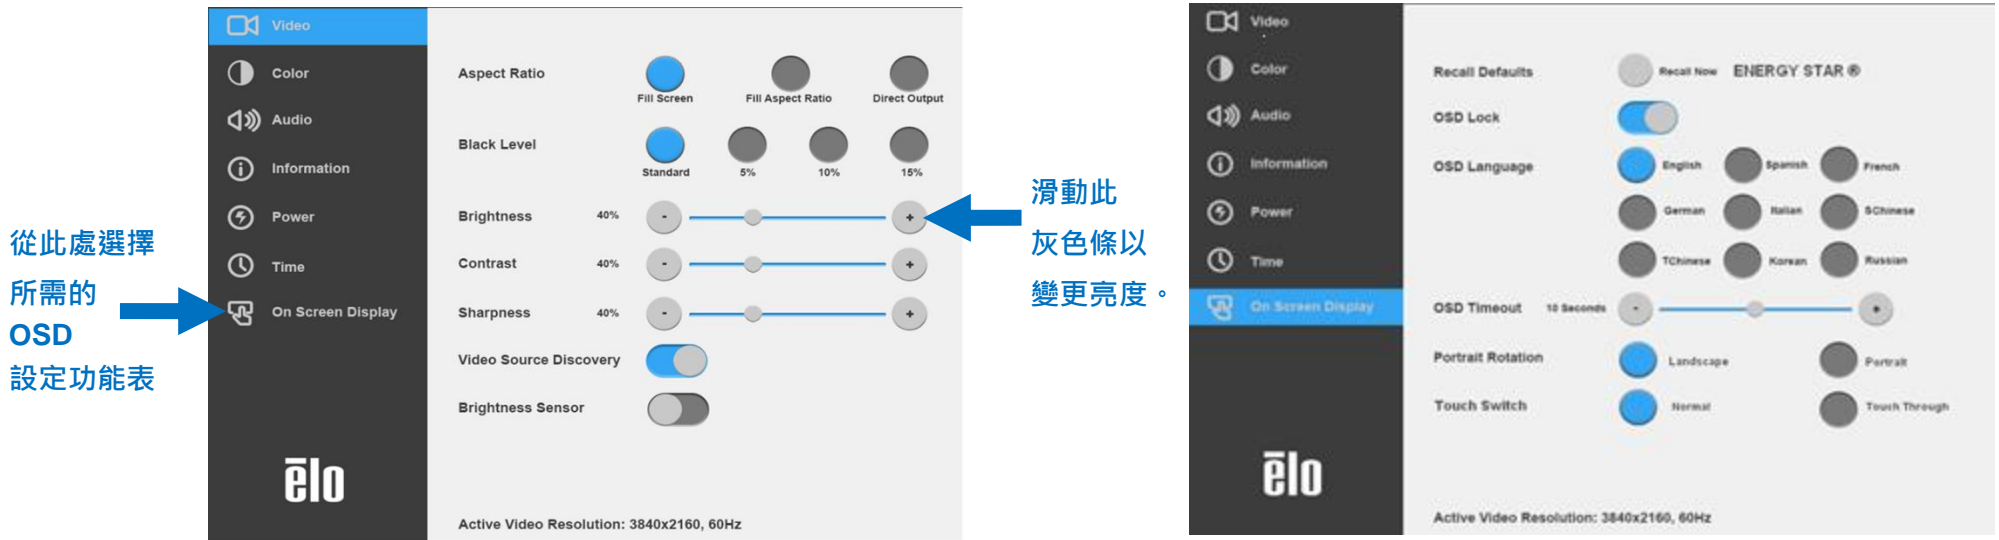 從此處選擇
所需的
OSD
設定功能表
Video
Color
Audio
Information
Power
Time
On Screen Display
ēlo
Aspect Ratio
Fill Screen Fill Aspect Ratio Direct Output
Black Level
Standard 5% 10% 15%
Brightness 40% - +
Contrast 40% - +
Sharpness 40% - +
Video Source Discovery
Brightness Sensor
Active Video Resolution: 3840x2160, 60Hz
滑動此
灰色條以
變更亮度。
Video
Color
Audio
Information
Power
Time
On Screen Display
ēlo
Recall Defaults Recall Now ENERGY STAR ®
OSD Lock
OSD Language English Spanish French
German Italian SChinese
TChinese Korean Russian
OSD Timeout 10 Seconds - +
Portrait Rotation Landscape Portrait
Touch Switch Normal Touch Through
Active Video Resolution: 3840x2160, 60Hz